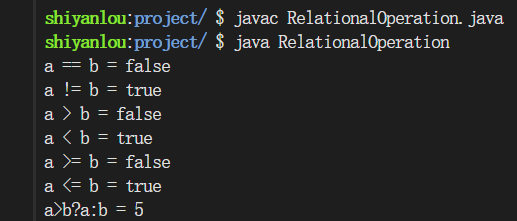 shiyanlou:project/ $ javac RelationalOperation.java
shiyanlou:project/ $ java RelationalOperation
a == b = false
a != b = true
a > b = false
a < b = true
a >= b = false
a <= b = true
a>b?a:b = 5